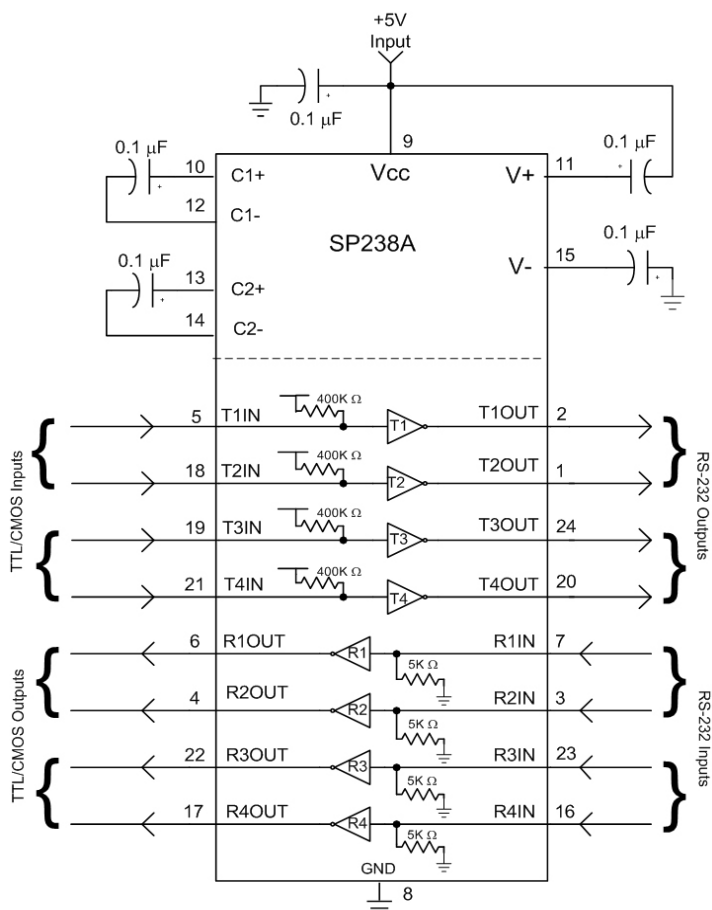 +5V
Input
0.1 μF
9
0.1 μF
10
C1+
Vcc
V+
11
0.1 μF
12
C1-
SP238A
0.1 μF
13
C2+
V-
15
0.1 μF
14
C2-
TTL/CMOS Inputs
5
T1IN
400K Ω
T1
T1OUT
2
18
T2IN
400K Ω
T2
T2OUT
1
19
T3IN
400K Ω
T3
T3OUT
24
21
T4IN
400K Ω
T4
T4OUT
20
RS-232 Outputs
TTL/CMOS Outputs
6
R1OUT
R1
5K Ω
R1IN
7
4
R2OUT
R2
5K Ω
R2IN
3
22
R3OUT
R3
5K Ω
R3IN
23
17
R4OUT
R4
5K Ω
R4IN
16
RS-232 Inputs
GND
8